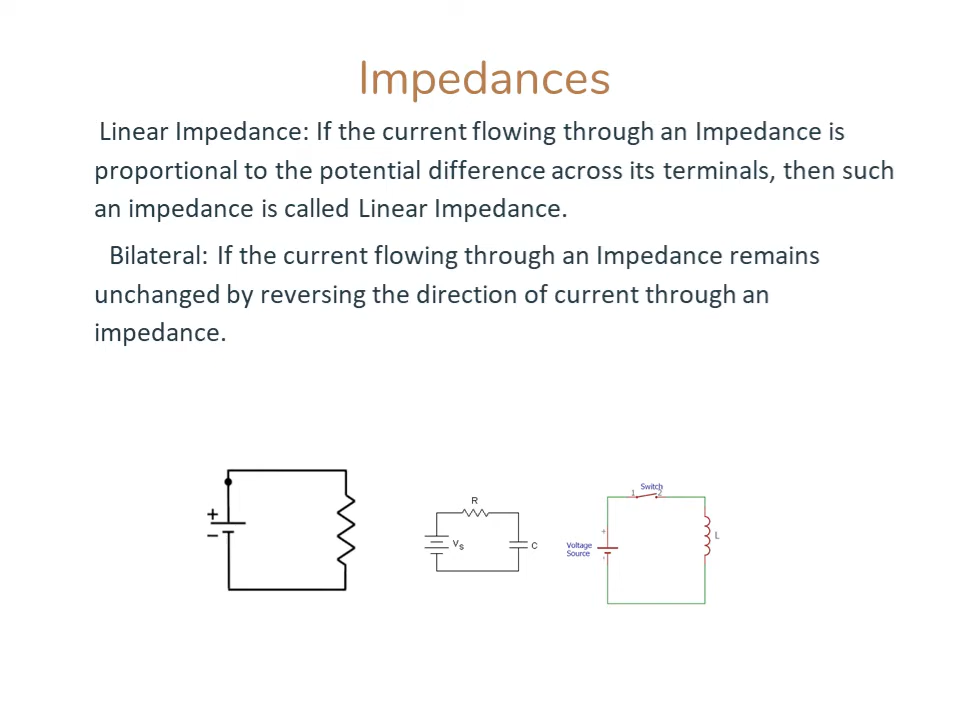 Impedances
Linear Impedance: If the current flowing through an Impedance is
proportional to the potential difference across its terminals, then such
an impedance is called Linear Impedance.
Bilateral: If the current flowing through an Impedance remains
unchanged by reversing the direction of current through an
impedance.
+
−
R
Vs
C
Switch
1 2
+
Voltage
Source
-
L